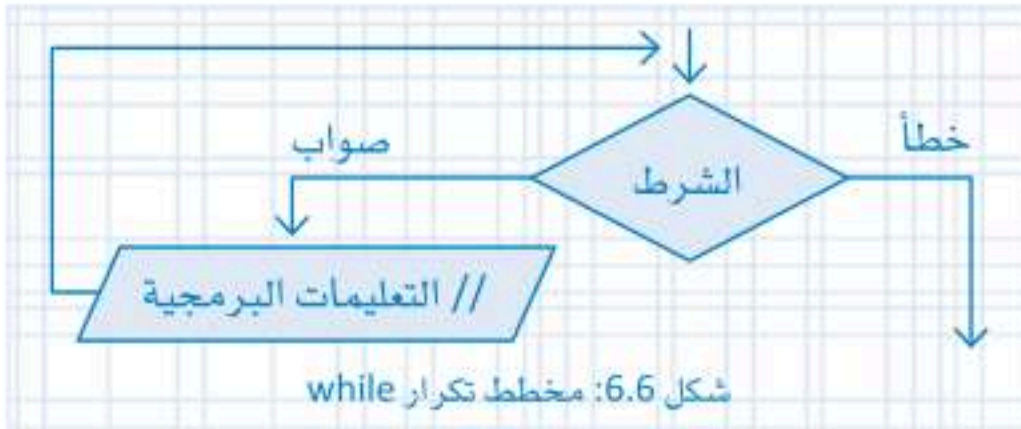 خطأ
صواب
الشرط
// التعليمات البرمجية
شكل 6.6: مخطط تكرار while